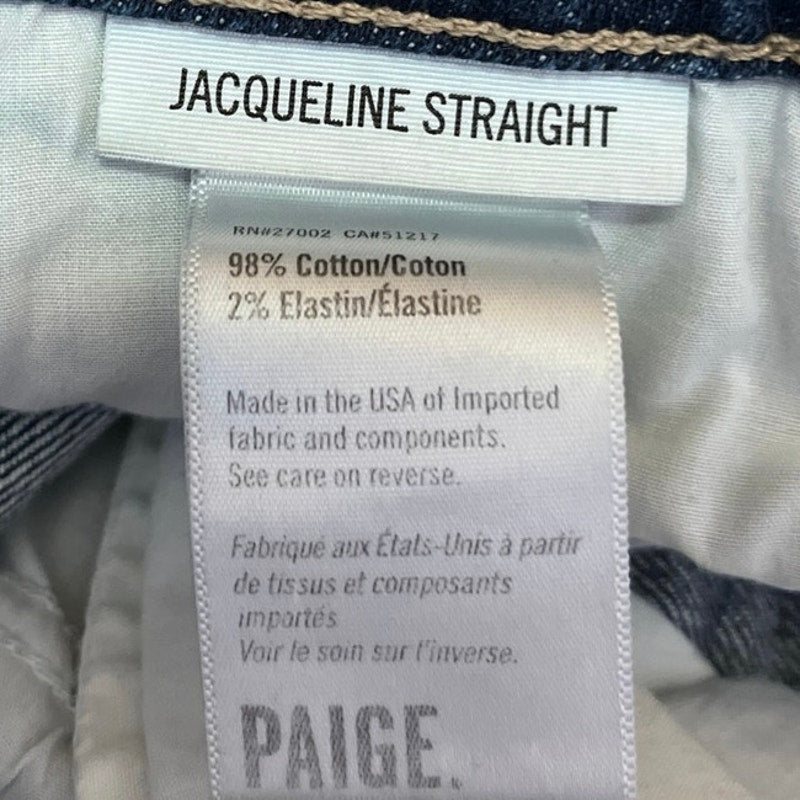 JACQUELINE STRAIGHT
RN#27002 CA#51217
98% Cotton/Coton
2% Elastin/Élastine
Made in the USA of Imported
fabric and components.
See care on reverse.
Fabriqué aux États-Unis à partir
de tissus et composants
importés
Voir le soin sur l'inverse.
PAIGE.